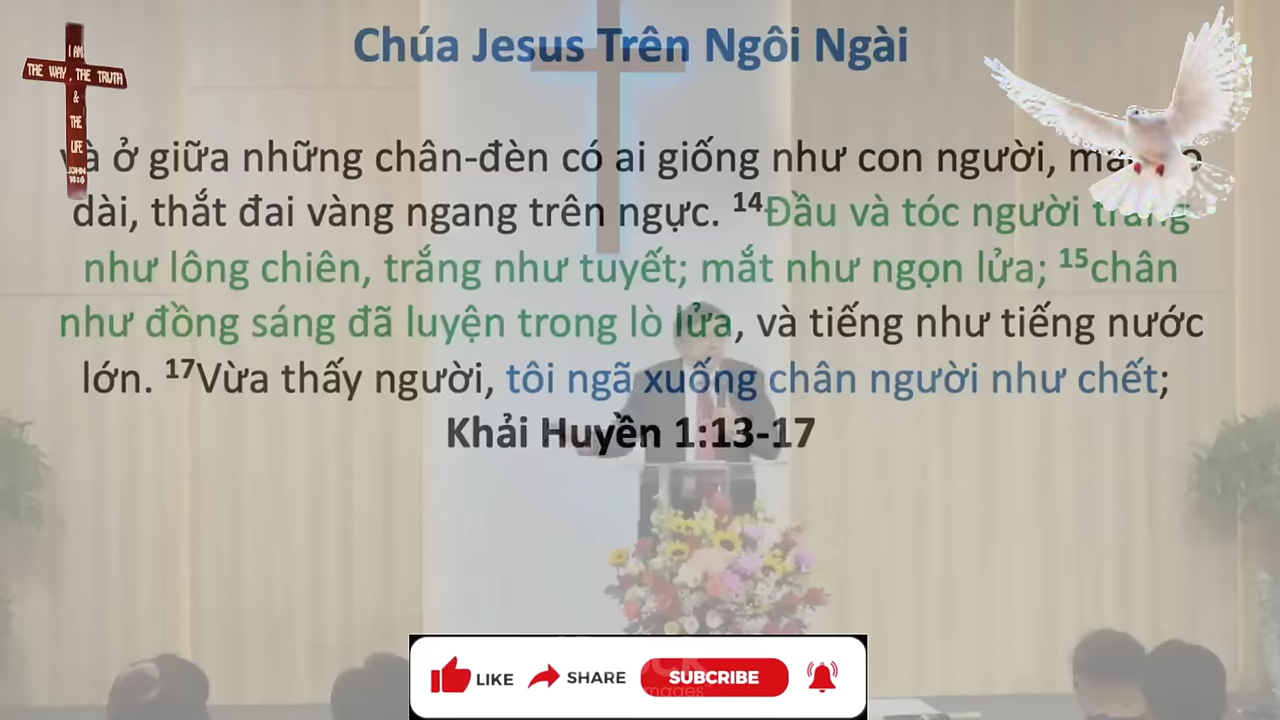 Chúa Jesus Trên Ngôi Ngài
I AM
THE WAY, THE TRUTH
&
THE
LIFE
JOHN
14:6
và ở giữa những chân-đèn có ai giống như con người,
dài, thắt đai vàng ngang trên ngực. ¹⁴Đầu và tóc người trắng
như lông chiên, trắng như tuyết; mắt như ngọn lửa; ¹⁵chân
như đồng sáng đã luyện trong lò lửa, và tiếng như tiếng nước
lớn. ¹⁷Vừa thấy người, tôi ngã xuống chân người như chết;
Khải Huyền 1:13-17
LIKE SHARE SUBSCRIBE
images